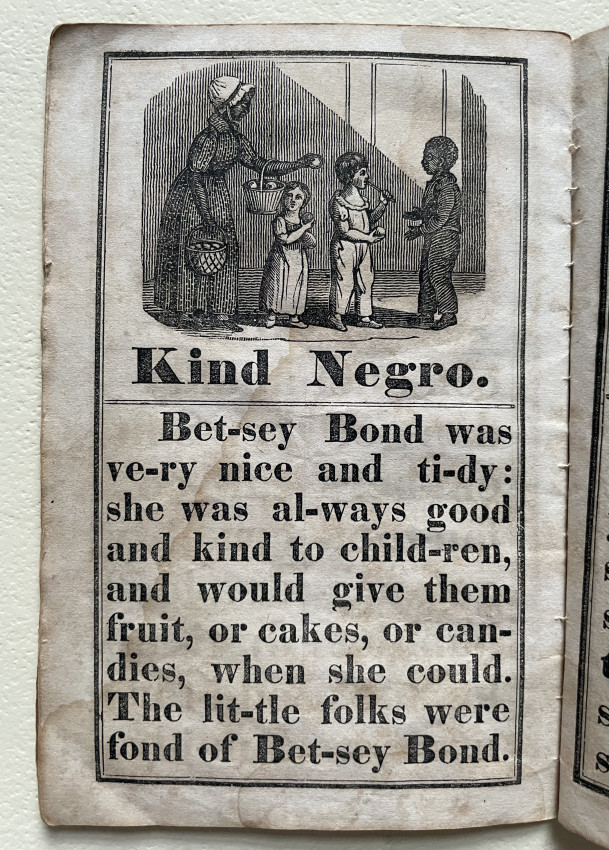 Kind Negro.
Bet-sey Bond was
ve-ry nice and ti-dy:
she was al-ways good
and kind to child-ren,
and would give them
fruit, or cakes, or can-
dies, when she could.
The lit-tle folks were
fond of Bet-sey Bond.